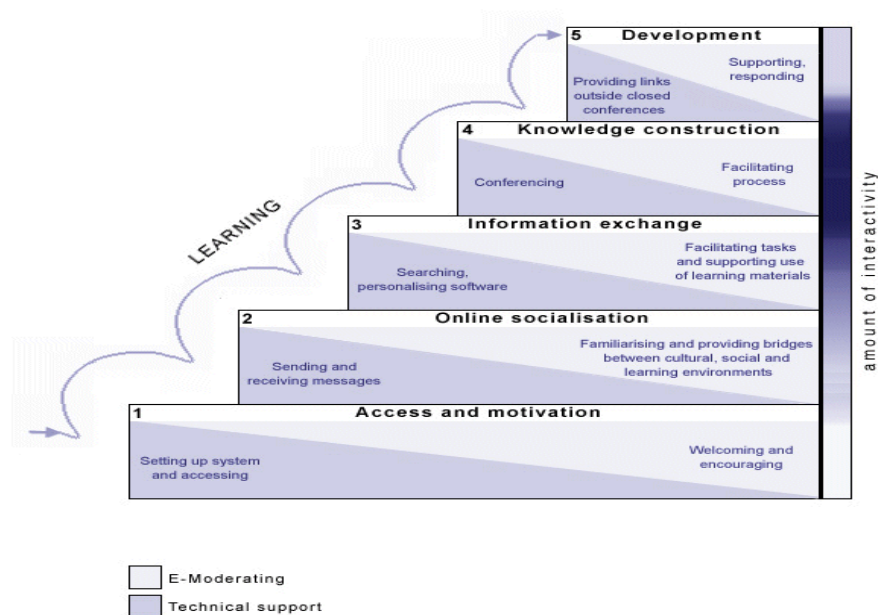 5 Development
Supporting,
responding
Providing links
outside closed
conferences
4 Knowledge construction
Conferencing
Facilitating
process
3 Information exchange
Searching,
personalising software
Facilitating tasks
and supporting use
of learning materials
2 Online socialisation
Sending and
receiving messages
Familiarising and providing bridges
between cultural, social and
learning environments
1 Access and motivation
Setting up system
and accessing
Welcoming and
encouraging
LEARNING
amount of interactivity
E-Moderating
Technical support